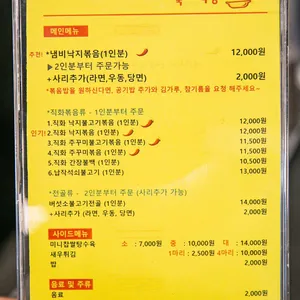 메인메뉴
추천! *냄비낙지볶음(1인분) 12,000원
▶2인분부터 주문가능
+사리추가(라면,우동,당면) 2,000원
*볶음밥을 원하시다면, 공기밥 추가와 김가루, 참기름을 요청 해주세요~
*직화볶음류 - 1인분부터 주문
1.직화 낙지불고기볶음(1인분) 12,000원
인기! 2.직화 낙지볶음 (1인분) 12,000원
3.직화 주꾸미불고기볶음(1인분) 11,500원
4.직화 주꾸미볶음(1인분) 11,500원
5.직화 간장불백 (1인분) 10,500원
6.납작석쇠불고기(1인분) 13,000원
*전골류 - 2인분부터 주문 (사리추가 가능)
버섯소불고기전골 (1인분) 14,000원
+사리추가(라면, 우동, 당면) 2,000원
사이드메뉴
미니찹쌀탕수육 소 : 7,000원 중 : 10,000원 대 : 14,000원
새우튀김 1마리 : 2,500원 4마리 : 10,000원
밥 2,000원
음료 및 주류
음료 2,000원